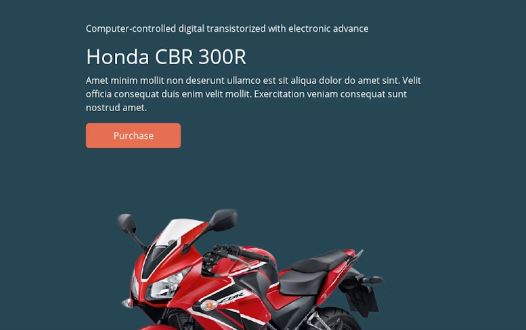 Computer-controlled digital transistorized with electronic advance
Honda CBR 300R
Amet minim mollit non deserunt ullamco est sit aliqua dolor do amet sint. Velit
officia consequat duis enim velit mollit. Exercitation veniam consequat sunt
nostrud amet.
Purchase
CBR